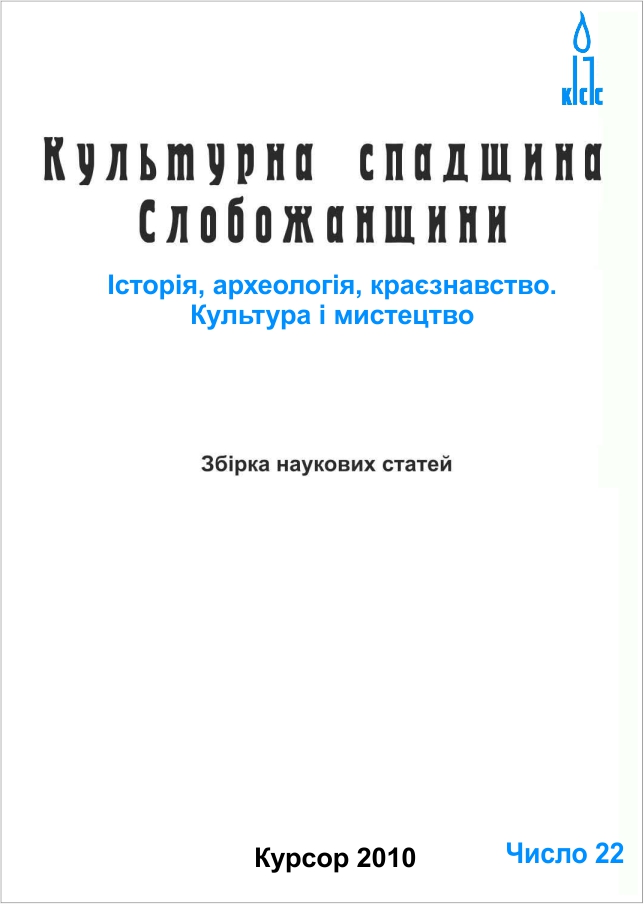 КСС
Культурна спадщина
Слобожанщини
Історія, археологія, краєзнавство.
Культура і мистецтво
Збірка наукових статей
Курсор 2010
Число 22